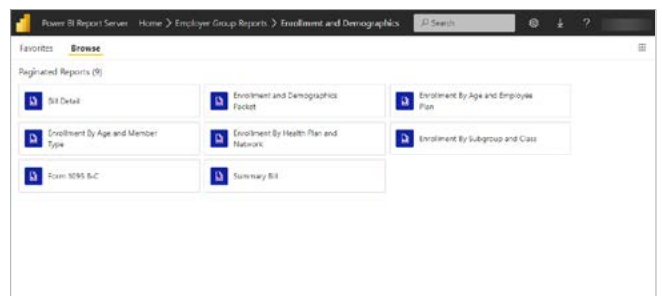 Power BI Report Server Home > Employer Group Reports > Enrollment and Demographics Search ?
Favorites Browse
Paginated Reports (9)
Bill Detail
Enrollment and Demographics
Packet
Enrollment By Age and Employee
Plan
Enrollment By Age and Member
Type
Enrollment By Health Plan and
Network
Enrollment By Subgroup and Class
Form 1095 B-C
Summary Bill